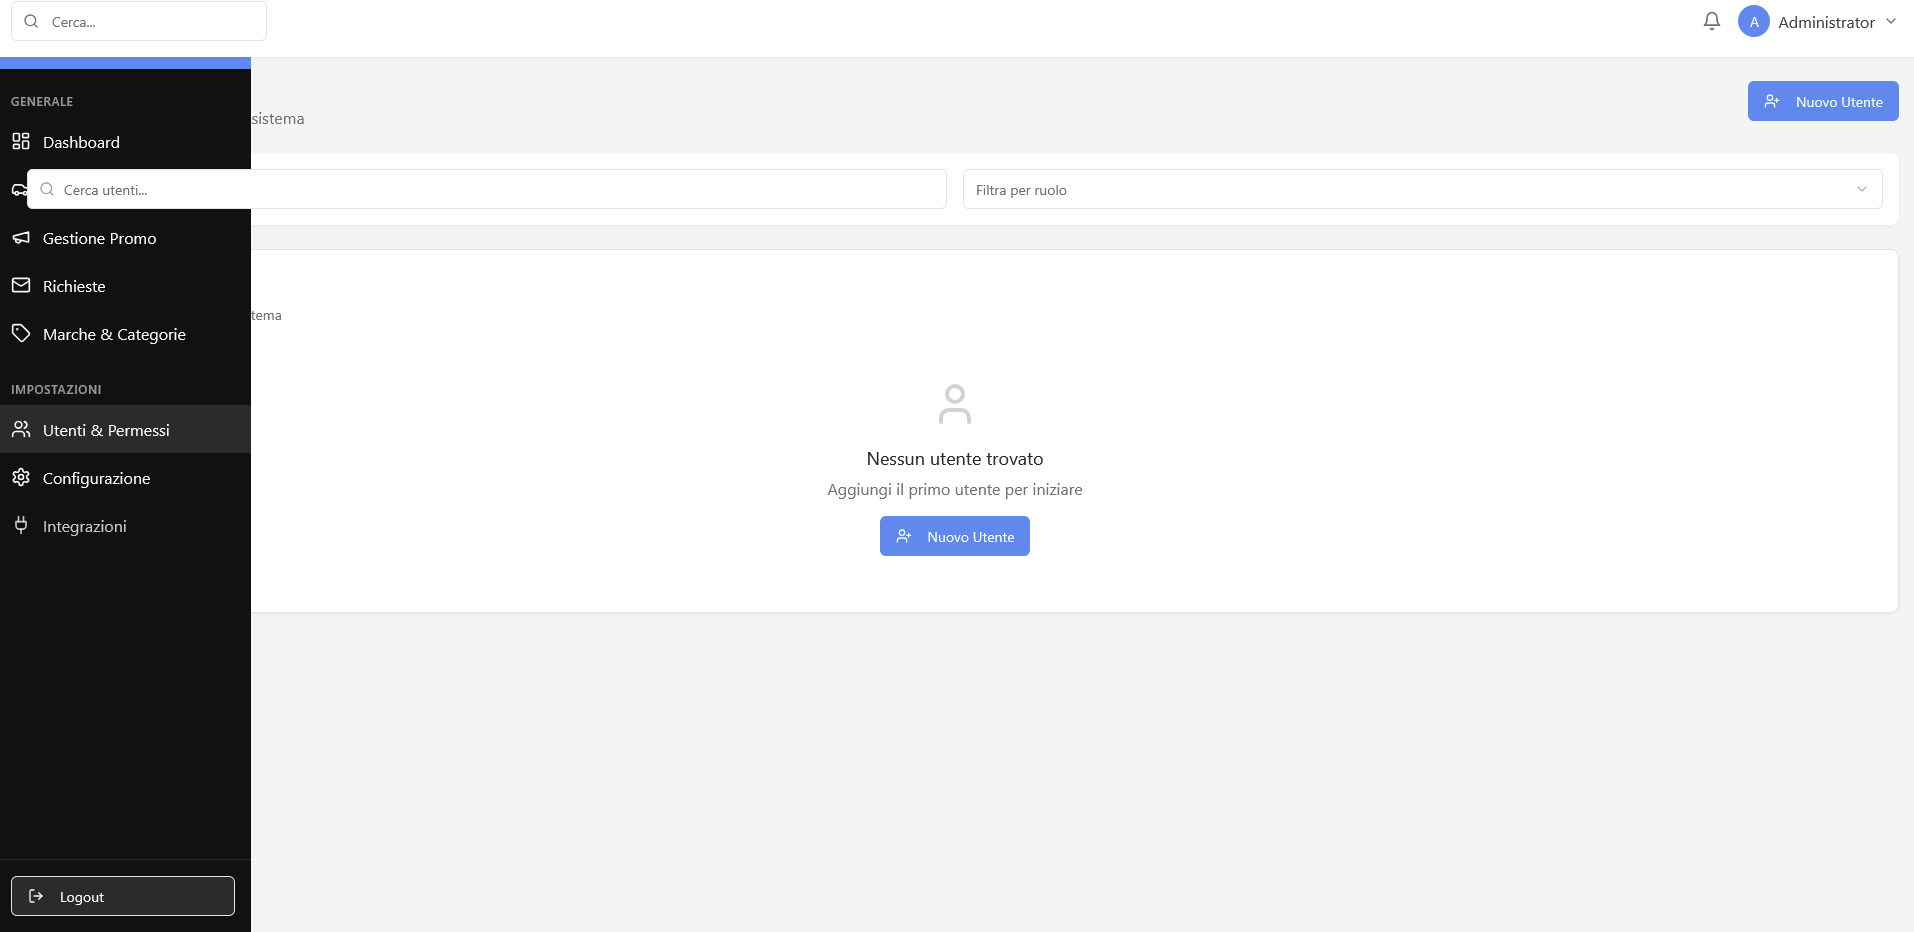 Cerca...
A
Administrator
GENERALE
Dashboard
Gestione Promo
Richieste
Marche & Categorie
IMPOSTAZIONI
Utenti & Permessi
Configurazione
Integrazioni
Logout
sistema
Nuovo Utente
Cerca utenti...
Filtra per ruolo
tema
Nessun utente trovato
Aggiungi il primo utente per iniziare
Nuovo Utente